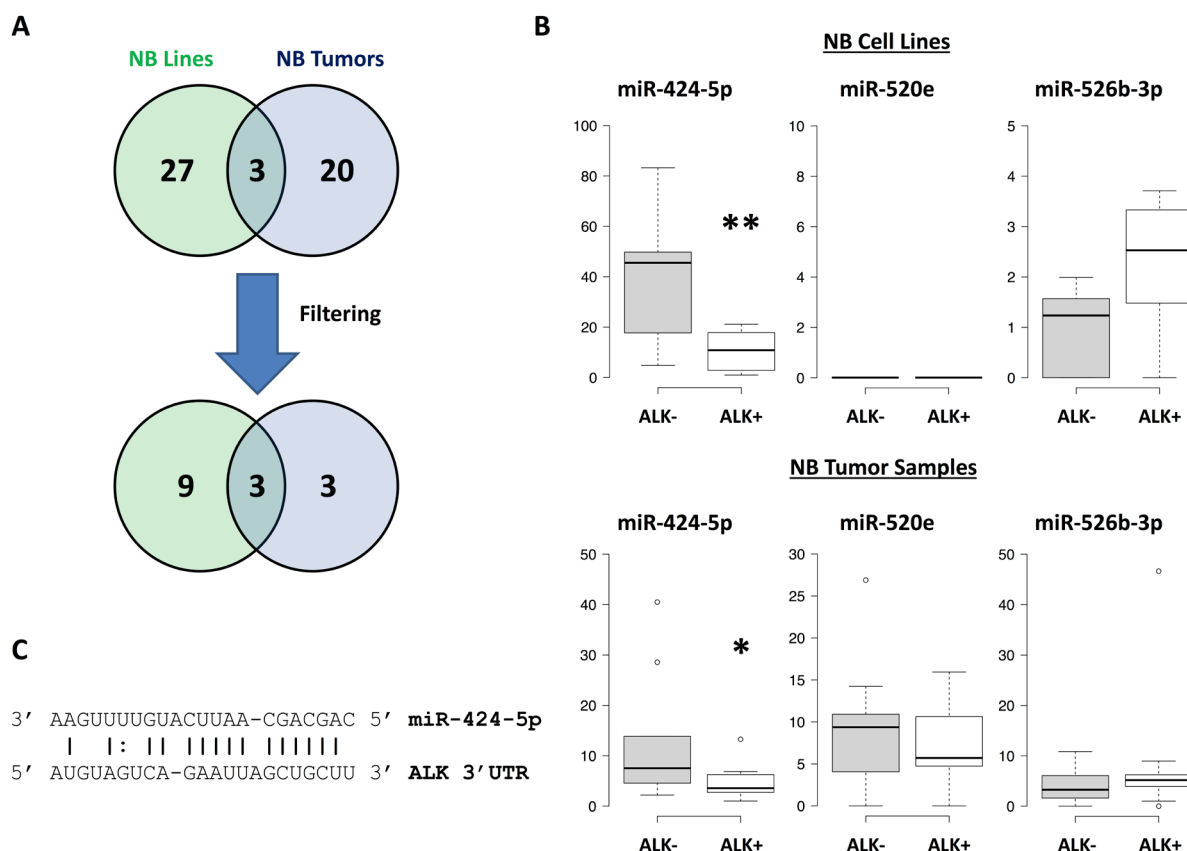 A
NB Lines NB Tumors
27 3 20
Filtering
9 3 3
B
NB Cell Lines
miR-424-5p miR-520e miR-526b-3p
100
80
60
40
20
0
**
ALK- ALK+
10
8
6
4
2
0
ALK- ALK+
5
4
3
2
1
0
ALK- ALK+
NB Tumor Samples
miR-424-5p miR-520e miR-526b-3p
50
40
30
20
10
0
*
ALK- ALK+
30
25
20
15
10
5
0
ALK- ALK+
50
40
30
20
10
0
ALK- ALK+
C
3’ AAGUUUUGUACUUAA-CGACGAC 5’ miR-424-5p
| |: || ||||| ||||||
5’ AUGUAGUCA-GAAUUAGCUGCUU 3’ ALK 3’UTR